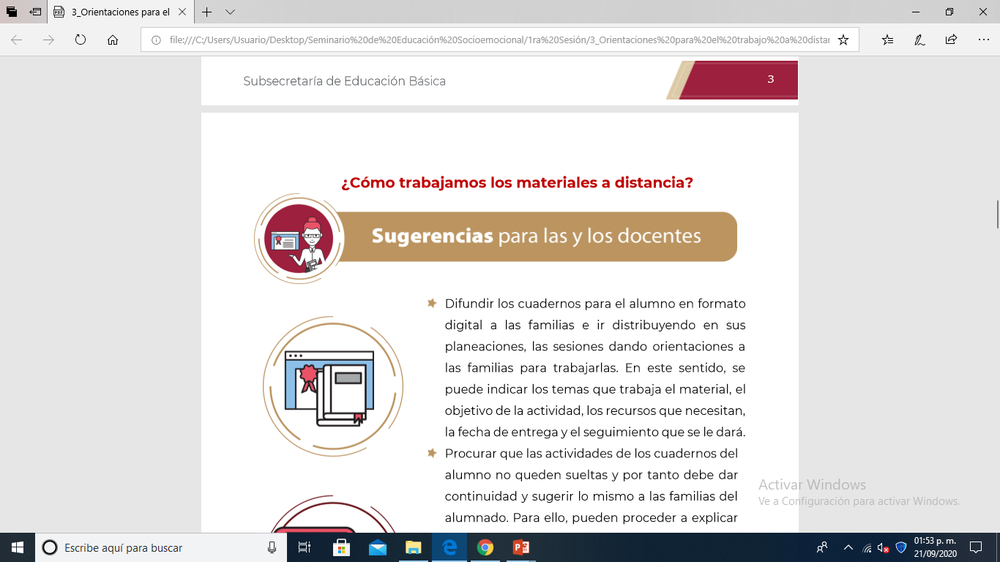 3_Orientaciones para el
file:///C:/Users/Usuario/Desktop/Seminario%20de%20Educación%20Socioemocional/1ra%20Sesión/3_Orientaciones%20para%20el%20trabajo%20a%20distar
Subsecretaría de Educación Básica
3
¿Cómo trabajamos los materiales a distancia?
Sugerencias para las y los docentes
Difundir los cuadernos para el alumno en formato
digital a las familias e ir distribuyendo en sus
planeaciones, las sesiones dando orientaciones a
las familias para trabajarlas. En este sentido, se
puede indicar los temas que trabaja el material, el
objetivo de la actividad, los recursos que necesitan,
la fecha de entrega y el seguimiento que se le dará.
Procurar que las actividades de los cuadernos del
alumno no queden sueltas y por tanto debe dar
continuidad y sugerir lo mismo a las familias del
alumnado. Para ello, pueden proceder a explicar
Activar Windows
Ve a Configuración para activar Windows.
Escribe aquí para buscar
01:53 p. m.
21/09/2020